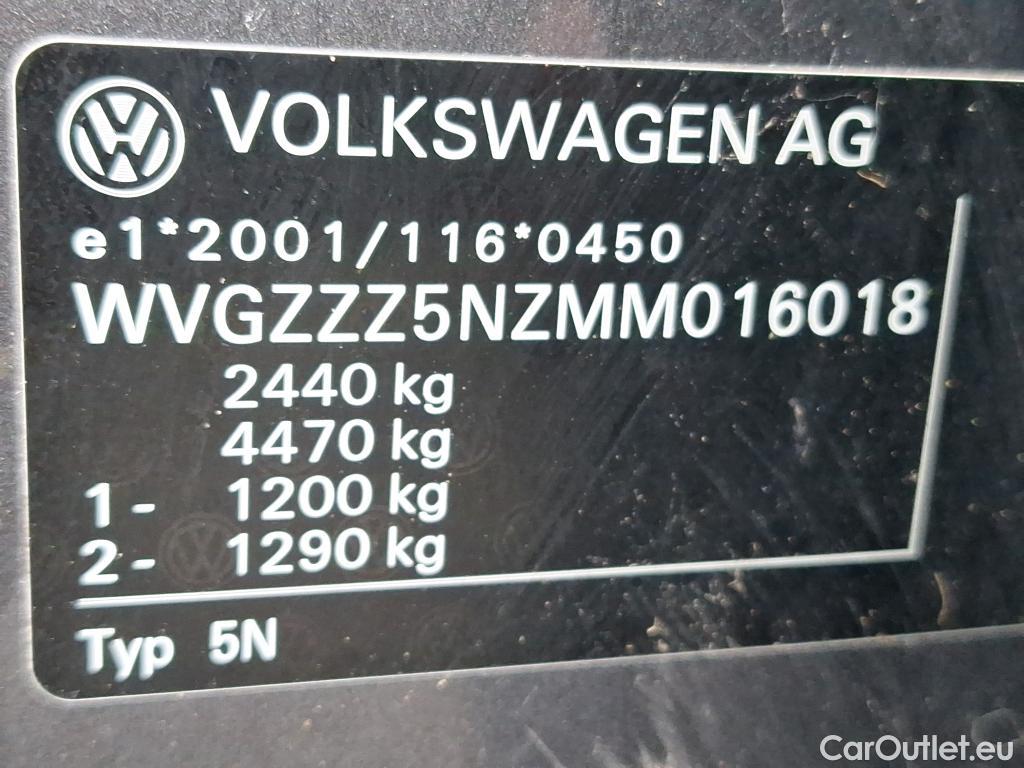 VOLKSWAGEN AG
e1*2001/116*0450
WVGZZZ5NZMM016018
2440 kg
4470 kg
1- 1200 kg
2- 1290 kg
Typ 5N
CarOutlet.eu